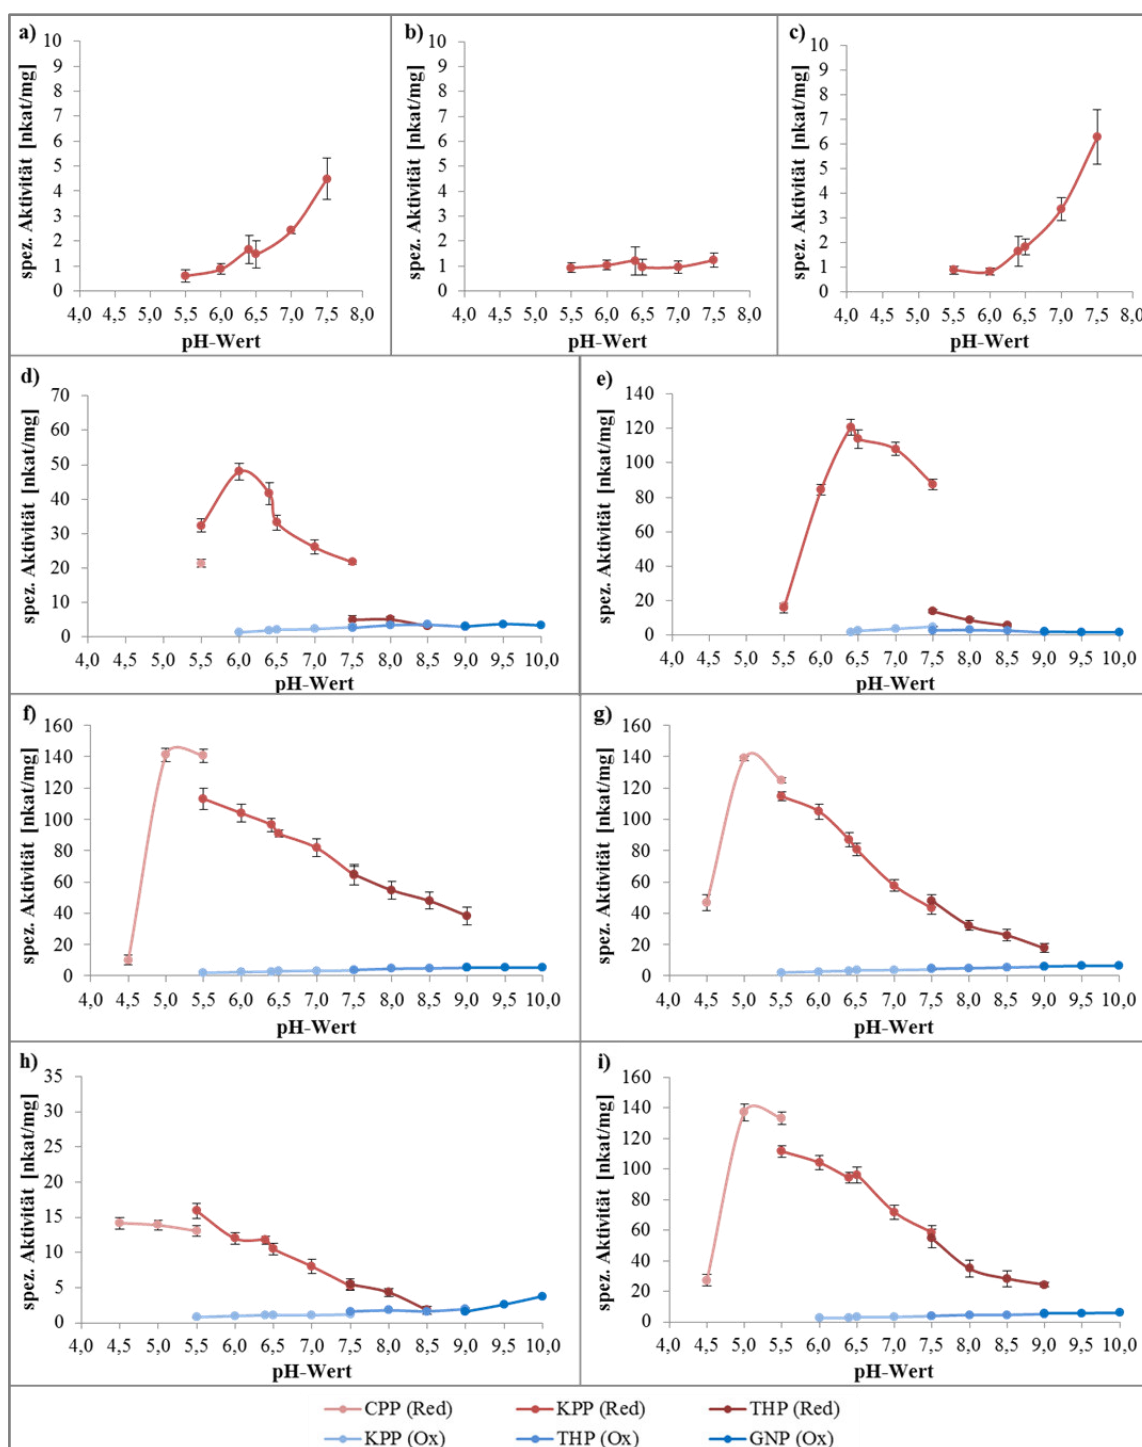 a)
spez. Aktivität [nkat/mg]
10
9
8
7
6
5
4
3
2
1
0
4,0 4,5 5,0 5,5 6,0 6,5 7,0 7,5 8,0
pH-Wert
b)
spez. Aktivität [nkat/mg]
10
9
8
7
6
5
4
3
2
1
0
4,0 4,5 5,0 5,5 6,0 6,5 7,0 7,5 8,0
pH-Wert
c)
spez. Aktivität [nkat/mg]
10
9
8
7
6
5
4
3
2
1
0
4,0 4,5 5,0 5,5 6,0 6,5 7,0 7,5 8,0
pH-Wert
d)
spez. Aktivität [nkat/mg]
70
60
50
40
30
20
10
0
4,0 4,5 5,0 5,5 6,0 6,5 7,0 7,5 8,0 8,5 9,0 9,5 10,0
pH-Wert
e)
spez. Aktivität [nkat/mg]
140
120
100
80
60
40
20
0
4,0 4,5 5,0 5,5 6,0 6,5 7,0 7,5 8,0 8,5 9,0 9,5 10,0
pH-Wert
f)
spez. Aktivität [nkat/mg]
160
140
120
100
80
60
40
20
0
4,0 4,5 5,0 5,5 6,0 6,5 7,0 7,5 8,0 8,5 9,0 9,5 10,0
pH-Wert
g)
spez. Aktivität [nkat/mg]
160
140
120
100
80
60
40
20
0
4,0 4,5 5,0 5,5 6,0 6,5 7,0 7,5 8,0 8,5 9,0 9,5 10,0
pH-Wert
h)
spez. Aktivität [nkat/mg]
35
30
25
20
15
10
5
0
4,0 4,5 5,0 5,5 6,0 6,5 7,0 7,5 8,0 8,5 9,0 9,5 10,0
pH-Wert
i)
spez. Aktivität [nkat/mg]
160
140
120
100
80
60
40
20
0
4,0 4,5 5,0 5,5 6,0 6,5 7,0 7,5 8,0 8,5 9,0 9,5 10,0
pH-Wert
CPP (Red) KPP (Red) THP (Red)
KPP (Ox) THP (Ox) GNP (Ox)